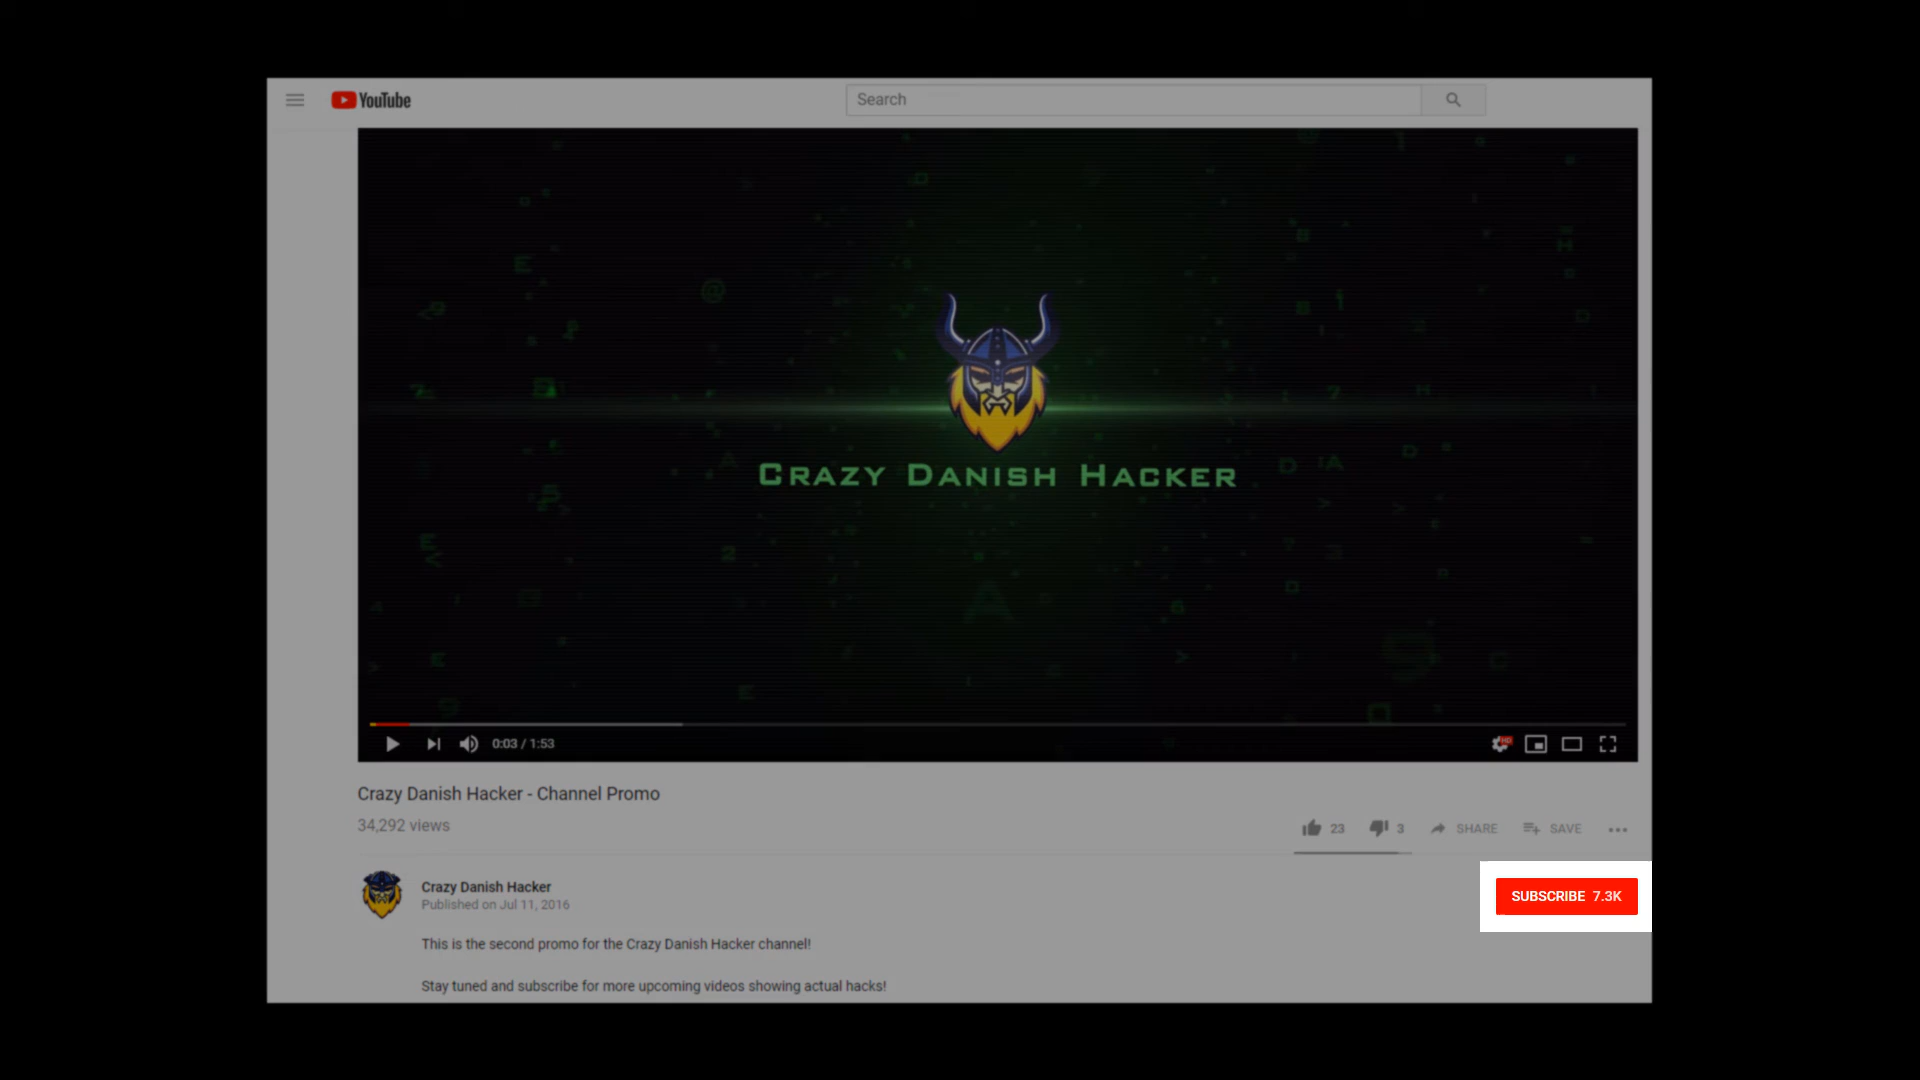 YouTube
Search
CRAZY DANISH HACKER
0:03 / 1:53
HD
Crazy Danish Hacker - Channel Promo
34,292 views
23 3 SHARE SAVE
Crazy Danish Hacker
Published on Jul 11, 2016
SUBSCRIBE 7.3K
This is the second promo for the Crazy Danish Hacker channel!
Stay tuned and subscribe for more upcoming videos showing actual hacks!